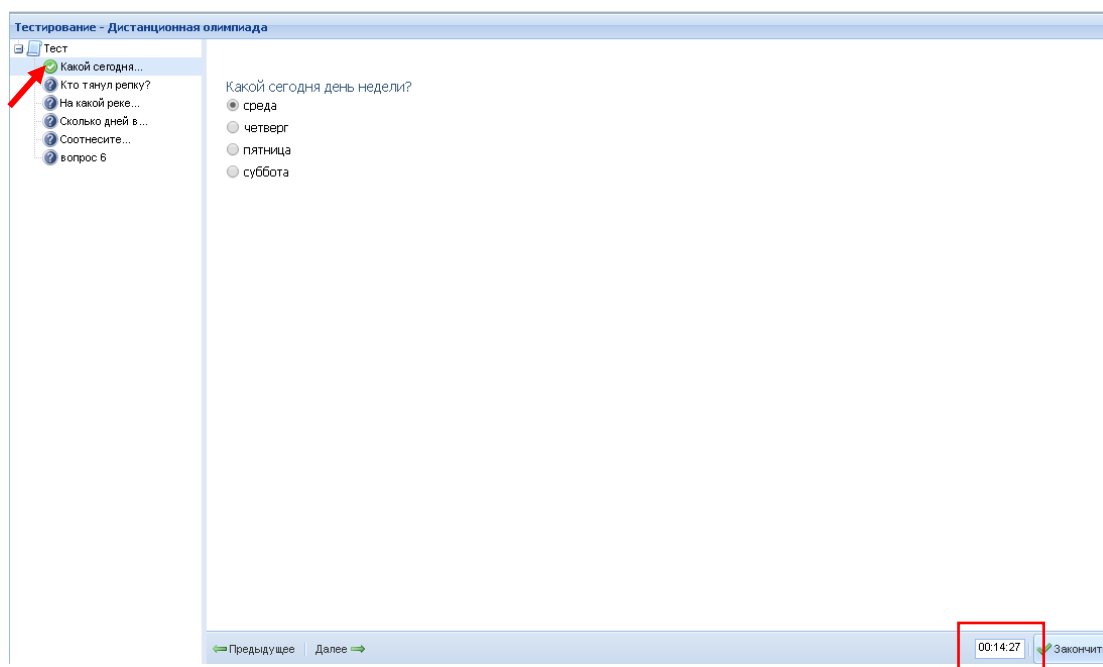 Тестирование - Дистанционная олимпиада
Тест
Какой сегодня...
Кто тянул репку?
На какой реке...
Сколько дней в...
Соотнесите...
вопрос 6
Какой сегодня день недели?
среда
четверг
пятница
суббота
Предыдущее Далее 00:14:27 Закончит